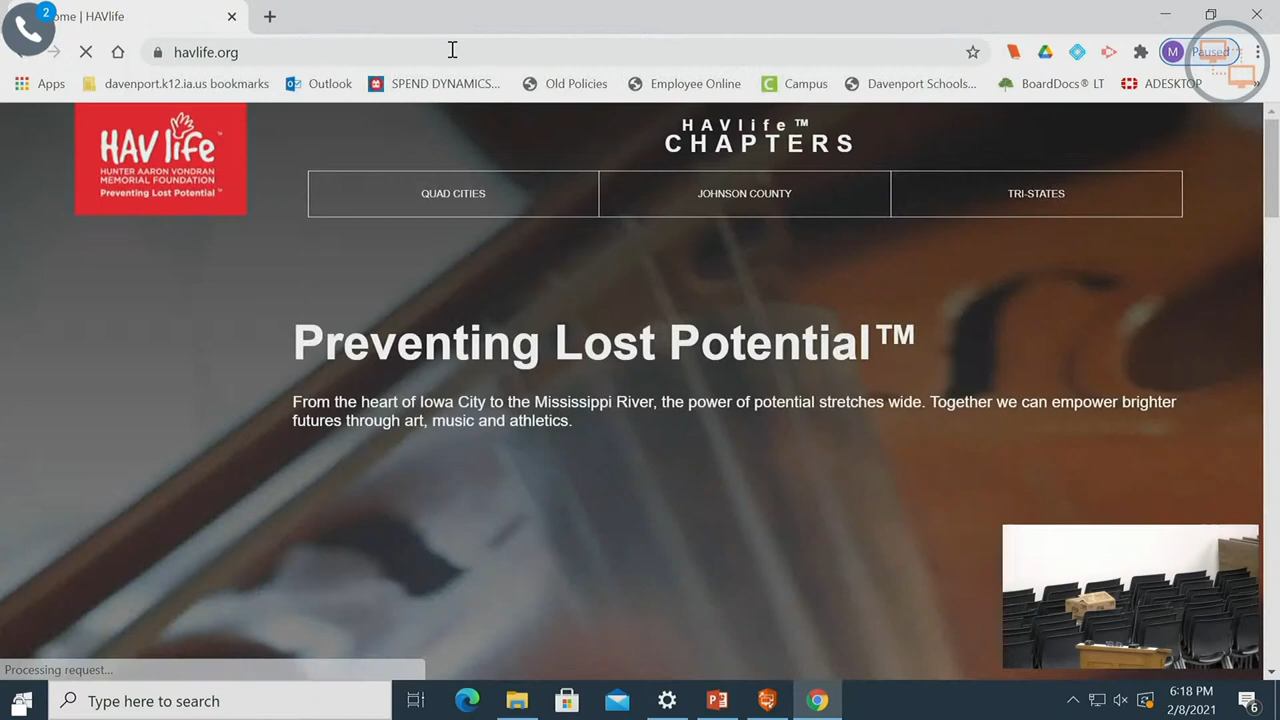 2
ome | HAVlife
havlife.org
M Paused
Apps davenport.k12.ia.us bookmarks Outlook SPEND DYNAMICS... Old Policies Employee Online Campus Davenport Schools... BoardDocs® LT ADESKTOP »
HAV life™
HUNTER AARON VONDRAN
MEMORIAL FOUNDATION
Preventing Lost Potential™
HAVlife™
CHAPTERS
QUAD CITIES JOHNSON COUNTY TRI-STATES
Preventing Lost Potential™
From the heart of Iowa City to the Mississippi River, the power of potential stretches wide. Together we can empower brighter
futures through art, music and athletics.
Processing request...
Type here to search
6:18 PM
2/8/2021
6